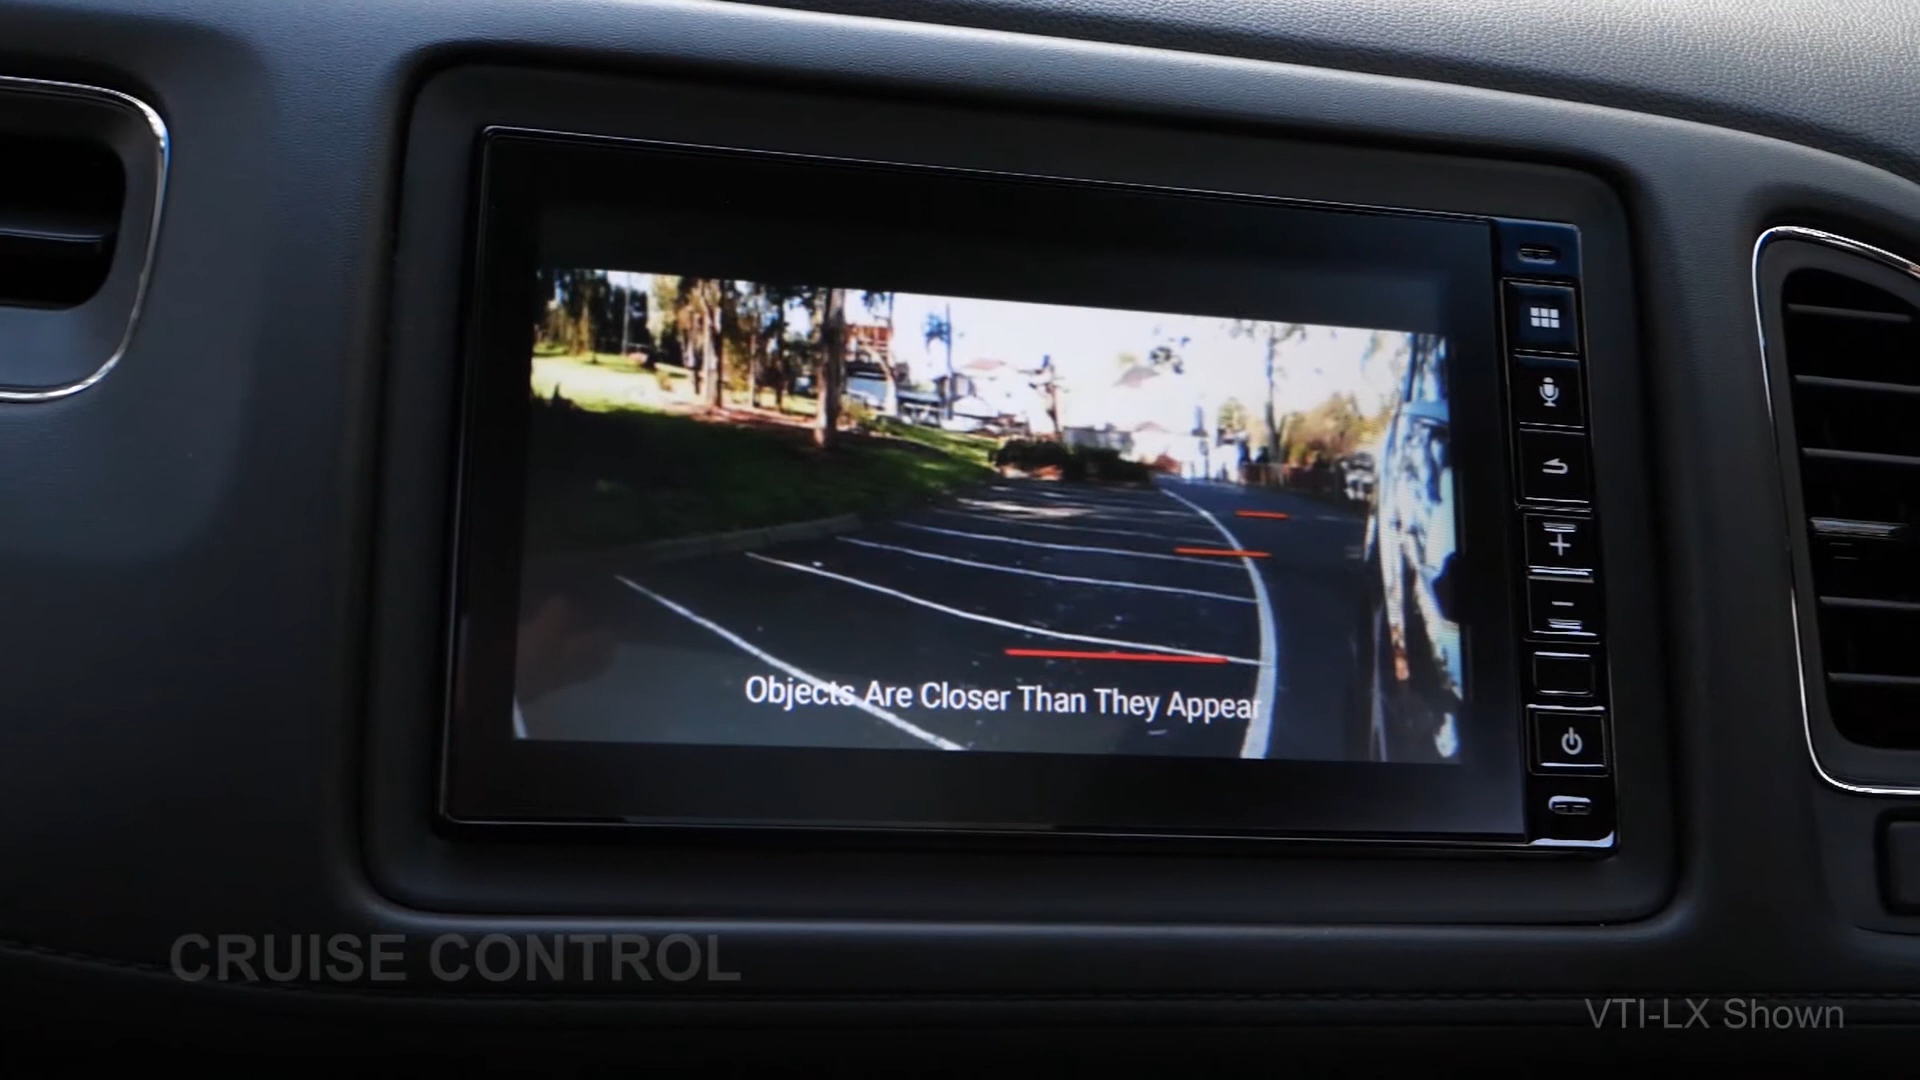 Objects Are Closer Than They Appear
CRUISE CONTROL
VTI-LX Shown